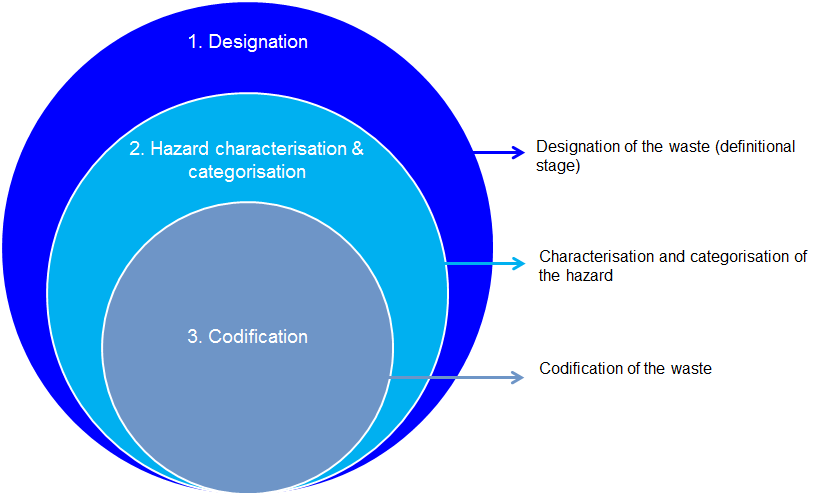 1. Designation
2. Hazard characterisation &
categorisation
3. Codification
Designation of the waste (definitional
stage)
Characterisation and categorisation of
the hazard
Codification of the waste